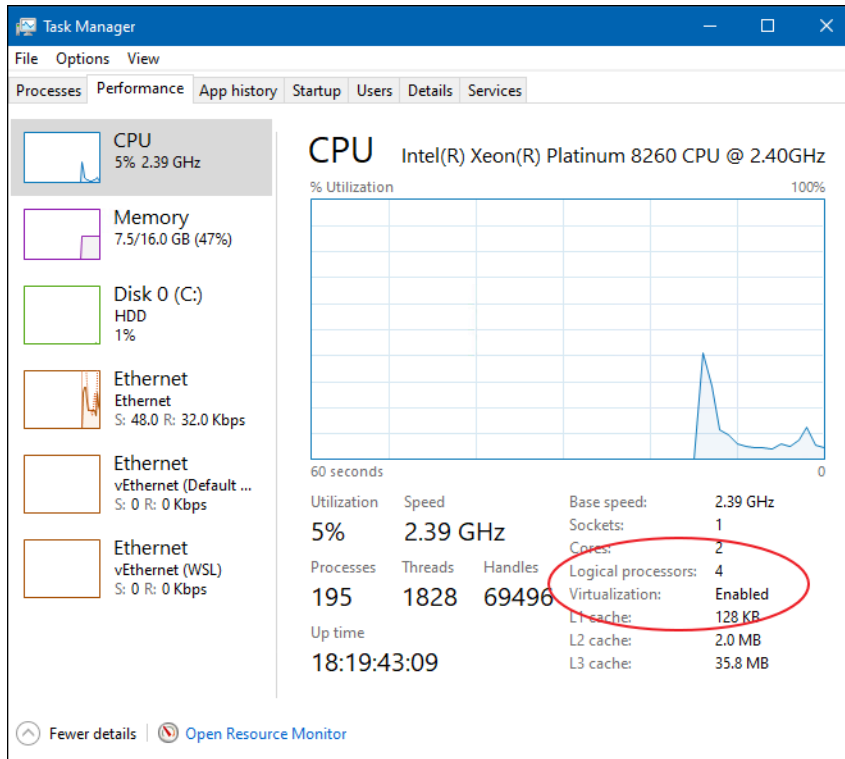 Task Manager
File Options View
Processes Performance App history Startup Users Details Services
CPU
5% 2.39 GHz
Memory
7.5/16.0 GB (47%)
Disk 0 (C:)
HDD
1%
Ethernet
Ethernet
S: 48.0 R: 32.0 Kbps
Ethernet
vEthernet (Default ...
S: 0 R: 0 Kbps
Ethernet
vEthernet (WSL)
S: 0 R: 0 Kbps
CPU Intel(R) Xeon(R) Platinum 8260 CPU @ 2.40GHz
% Utilization 100%
60 seconds 0
Utilization Speed
5% 2.39 GHz
Processes Threads Handles
195 1828 69496
Up time
18:19:43:09
Base speed: 2.39 GHz
Sockets: 1
Cores: 2
Logical processors: 4
Virtualization: Enabled
L1 cache: 128 KB
L2 cache: 2.0 MB
L3 cache: 35.8 MB
Fewer details Open Resource Monitor